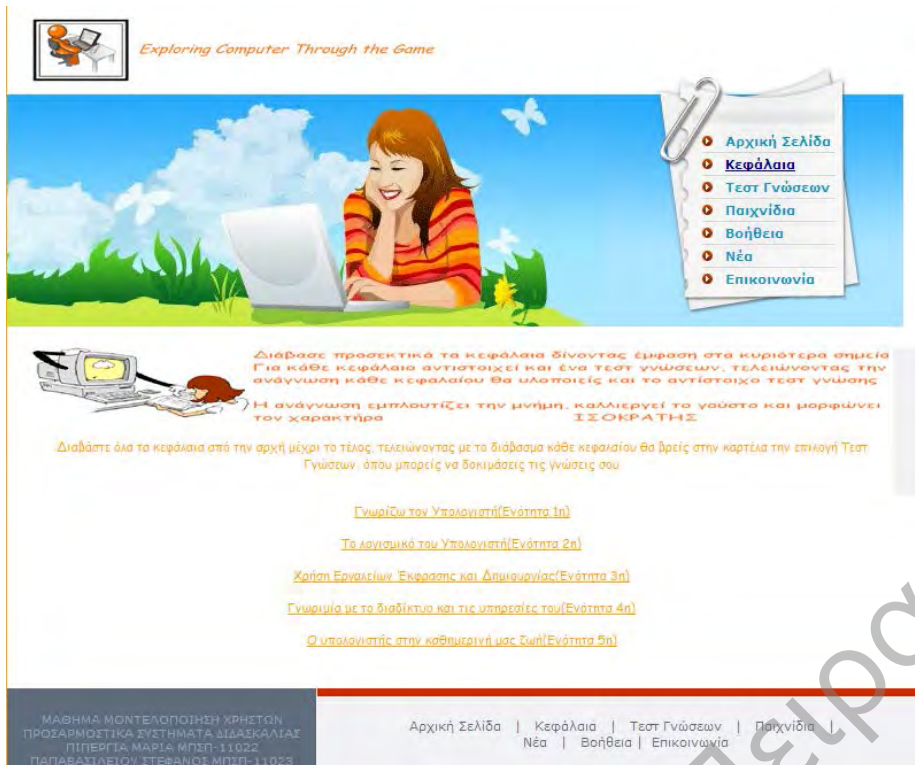 Exploring Computer Through the Game
Αρχική Σελίδα
Κεφάλαια
Τεστ Γνώσεων
Παιχνίδια
Βοήθεια
Νέα
Επικοινωνία
Διάβασε προσεκτικά τα κεφάλαια δίνοντας έμφαση στα κυριότερα σημεία
Για κάθε κεφάλαιο αντιστοιχεί και ένα τεστ γνώσεων, τελειώνοντας την
ανάγνωση κάθε κεφαλαίου θα υλοποιείς και το αντίστοιχο τεστ γνώσης
Η ανάγνωση εμπλουτίζει την μνήμη, καλλιεργεί το γούστο και μορφώνει
τον χαρακτήρα ΙΣΟΚΡΑΤΗΣ
Διαβάστε όλα τα κεφάλαια από την αρχή μέχρι το τέλος, τελειώνοντας με το διάβασμα κάθε κεφαλαίου θα βρείς στην καρτέλα την επιλογή Τεστ
Γνώσεων, όπου μπορείς να δοκιμάσεις τις γνώσεις σου
Γνωρίζω τον Υπολογιστή(Ενότητα 1η)
Το λογισμικό του Υπολογιστή(Ενότητα 2η)
Χρήση Εργαλείων Έκφρασης και Δημιουργίας(Ενότητα 3η)
Γνωριμία με το διαδίκτυο και τις υπηρεσίες του(Ενότητα 4η)
Ο υπολογιστής στην καθημερινή μας ζωή(Ενότητα 5η)
ΜΑΘΗΜΑ ΜΟΝΤΕΛΟΠΟΙΗΣΗ ΧΡΗΣΤΩΝ
ΠΡΟΣΑΡΜΟΣΤΙΚΑ ΣΥΣΤΗΜΑΤΑ ΔΙΔΑΣΚΑΛΙΑΣ
ΠΙΠΕΡΓΙΑ ΜΑΡΙΑ ΜΠΣΠ-11022
ΠΑΠΑΒΑΣΙΛΕΙΟΥ ΣΤΕΦΑΝΟΣ ΜΠΣΠ-11023
Αρχική Σελίδα | Κεφάλαια | Τεστ Γνώσεων | Παιχνίδια |
Νέα | Βοήθεια | Επικοινωνία